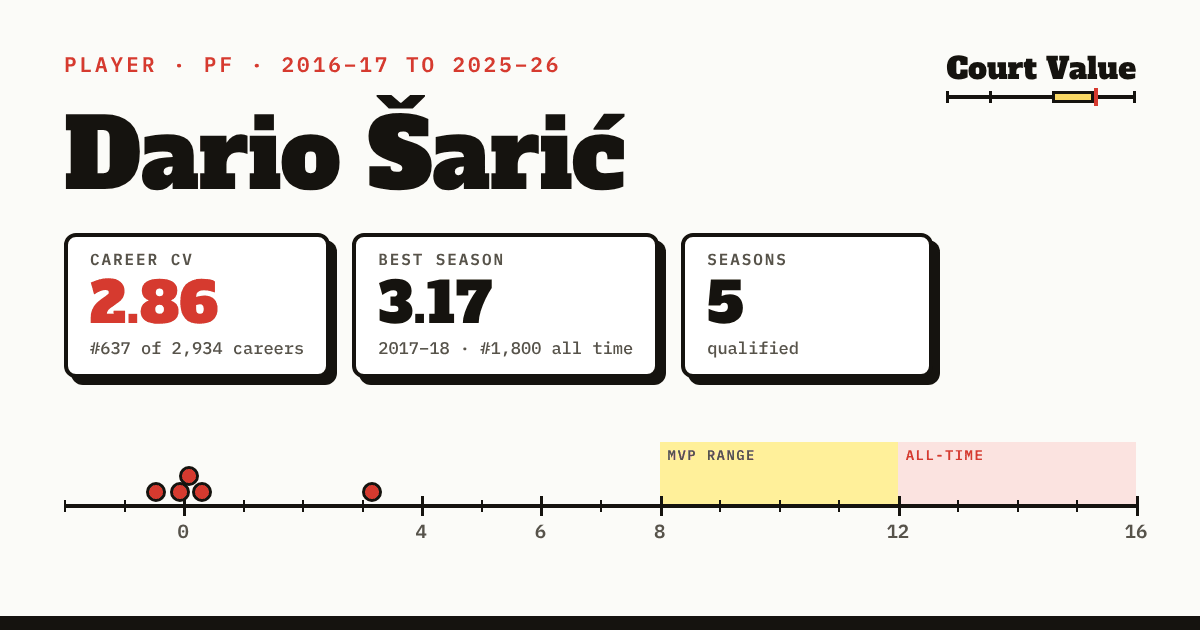 PLAYER · PF · 2016–17 TO 2025–26
Court Value
Dario Šarić
CAREER CV
2.86
#637 of 2,934 careers
BEST SEASON
3.17
2017–18 · #1,800 all time
SEASONS
5
qualified
MVP RANGE
ALL-TIME
0 4 6 8 12 16